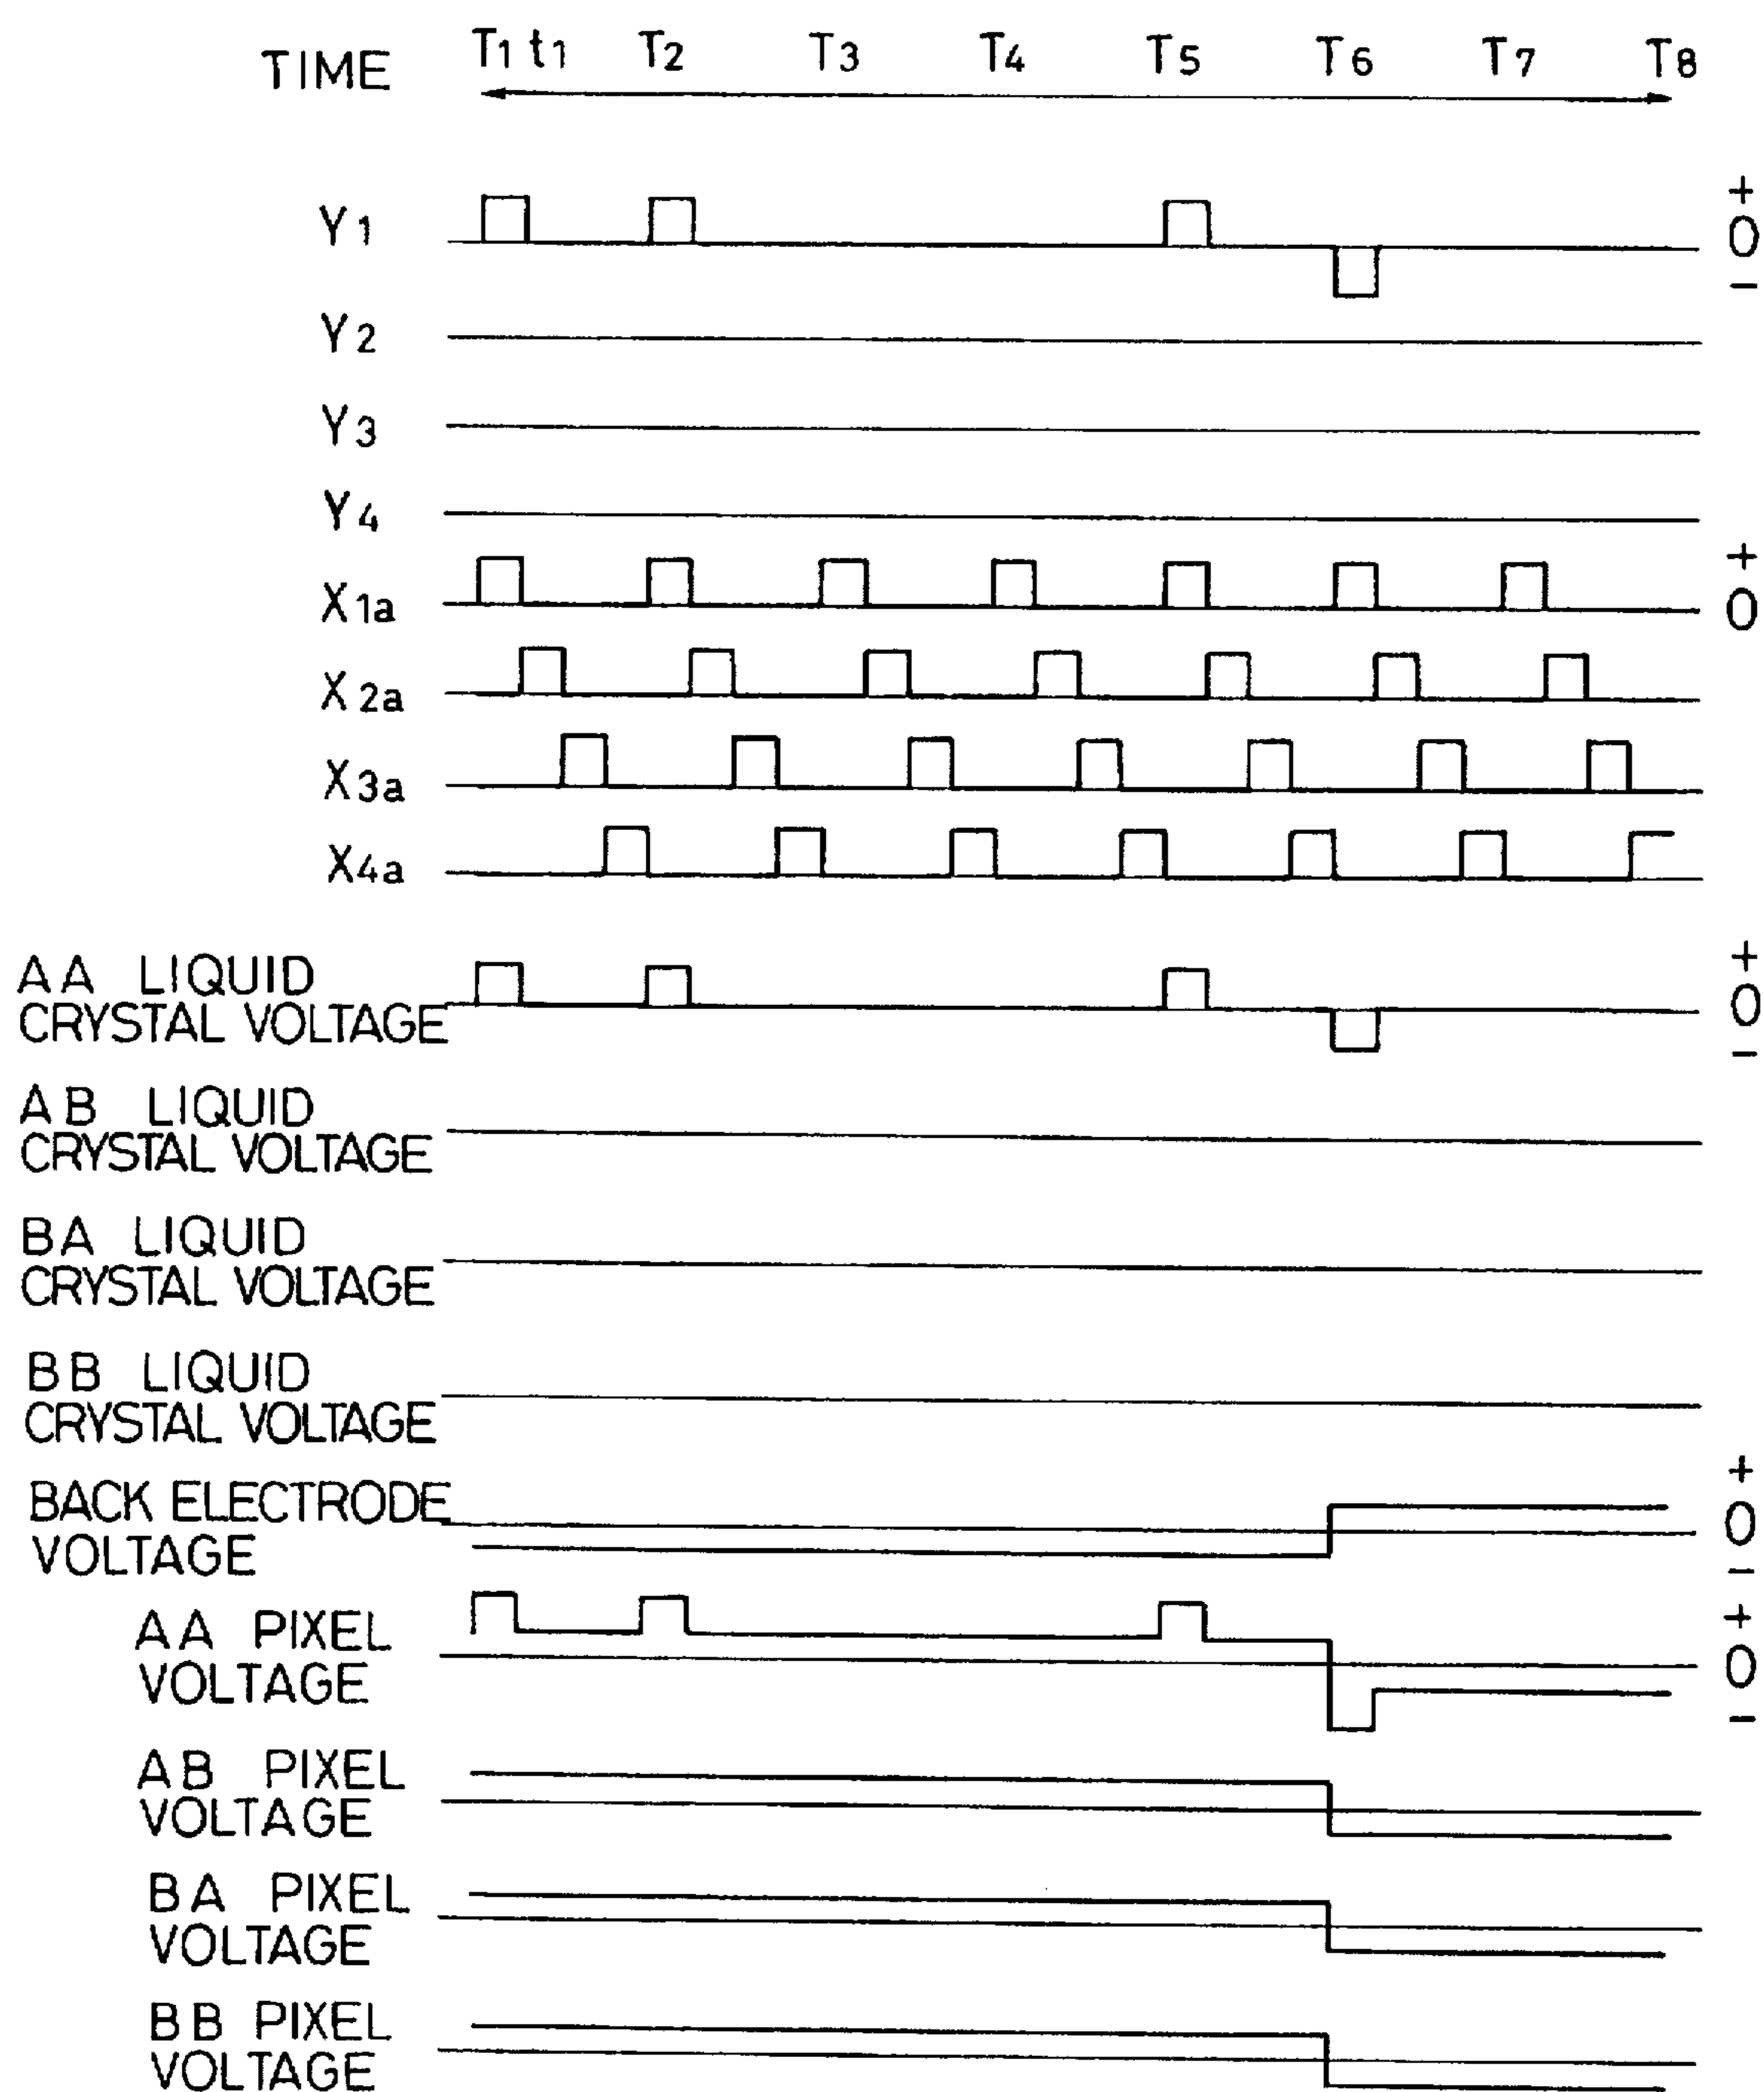 TIME T1 t1 T2 T3 T4 T5 T6 T7 T8
+
Y1 0
-
Y2
Y3
Y4
+
X1a 0
X2a
X3a
X4a
AA LIQUID +
CRYSTAL VOLTAGE 0
-
AB LIQUID
CRYSTAL VOLTAGE
BA LIQUID
CRYSTAL VOLTAGE
BB LIQUID
CRYSTAL VOLTAGE
+
BACK ELECTRODE 0
VOLTAGE -
AA PIXEL +
VOLTAGE 0
-
AB PIXEL
VOLTAGE
BA PIXEL
VOLTAGE
BB PIXEL
VOLTAGE